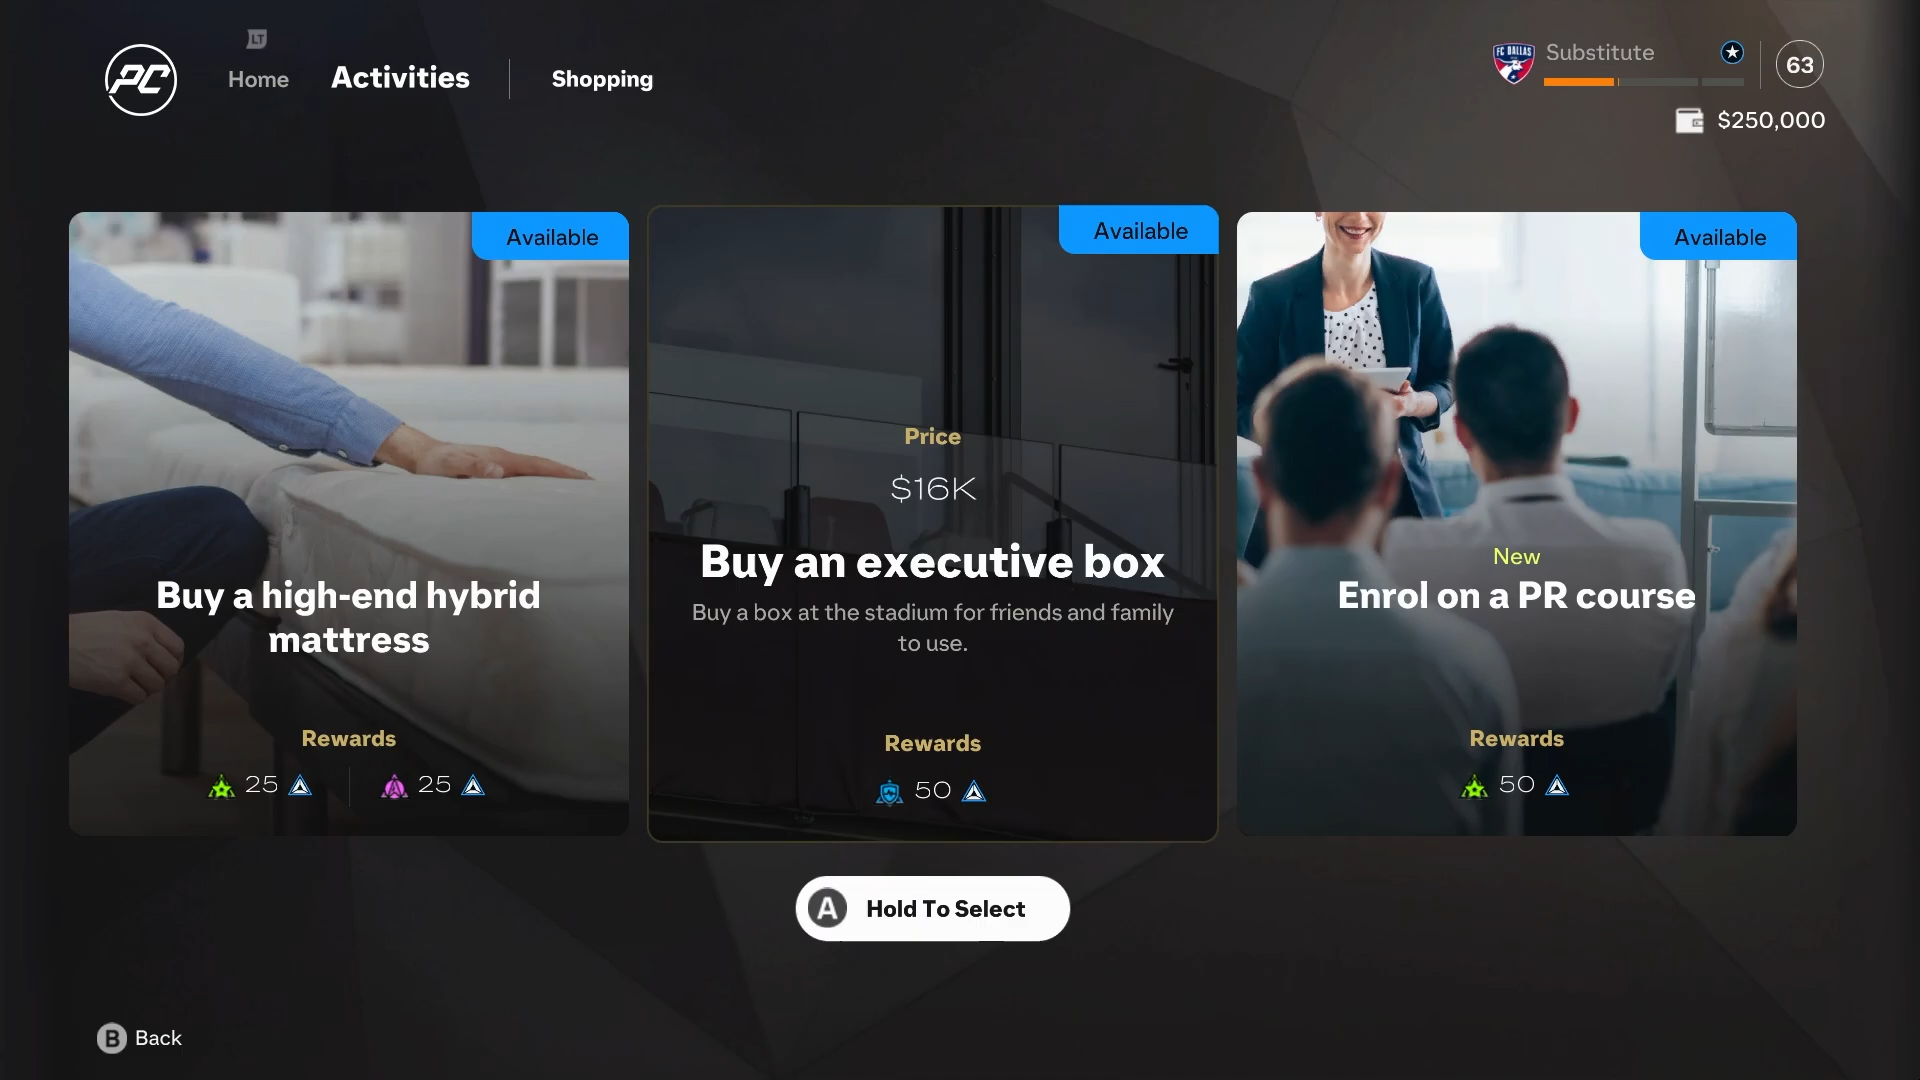 LT
PC
Home
Activities
Shopping
FC DALLAS
Substitute
63
$250,000
Available
Buy a high-end hybrid
mattress
Rewards
25
25
Available
Price
$16K
Buy an executive box
Buy a box at the stadium for friends and family
to use.
Rewards
50
Available
New
Enrol on a PR course
Rewards
50
A
Hold To Select
B
Back